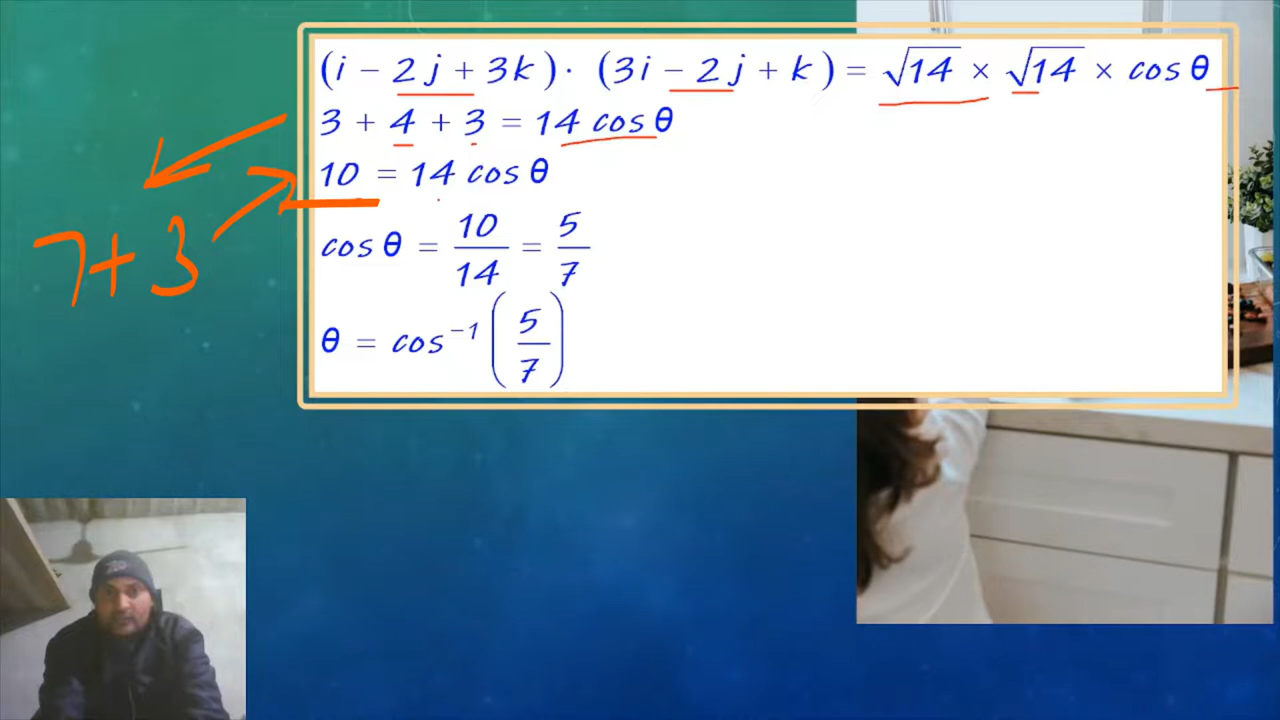 (i − 2j + 3k) · (3i − 2j + k) = √14 × √14 × cos θ
3 + 4 + 3 = 14 cos θ
10 = 14 cos θ
cos θ = 10/14 = 5/7
θ = cos⁻¹ (5/7)
7+3